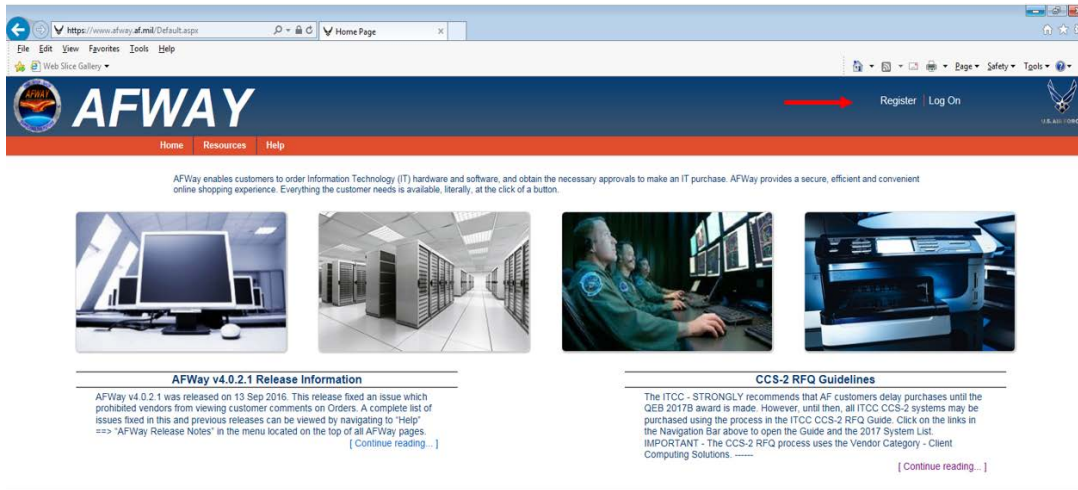 https://www.afway.af.mil/Default.aspx
Home Page
File Edit View Favorites Tools Help
Web Slice Gallery
Page Safety Tools
AFWAY
AFWAY
Register Log On
U.S. AIR FORC
Home Resources Help
AFWay enables customers to order Information Technology (IT) hardware and software, and obtain the necessary approvals to make an IT purchase. AFWay provides a secure, efficient and convenient
online shopping experience. Everything the customer needs is available, literally, at the click of a button.
AFWay v4.0.2.1 Release Information
AFWay v4.0.2.1 was released on 13 Sep 2016. This release fixed an issue which
prohibited vendors from viewing customer comments on Orders. A complete list of
issues fixed in this and previous releases can be viewed by navigating to "Help"
==> "AFWay Release Notes" in the menu located on the top of all AFWay pages.
[ Continue reading... ]
CCS-2 RFQ Guidelines
The ITCC - STRONGLY recommends that AF customers delay purchases until the
QEB 2017B award is made. However, until then, all ITCC CCS-2 systems may be
purchased using the process in the ITCC CCS-2 RFQ Guide. Click on the links in
the Navigation Bar above to open the Guide and the 2017 System List.
IMPORTANT - The CCS-2 RFQ process uses the Vendor Category - Client
Computing Solutions. ------
[ Continue reading... ]